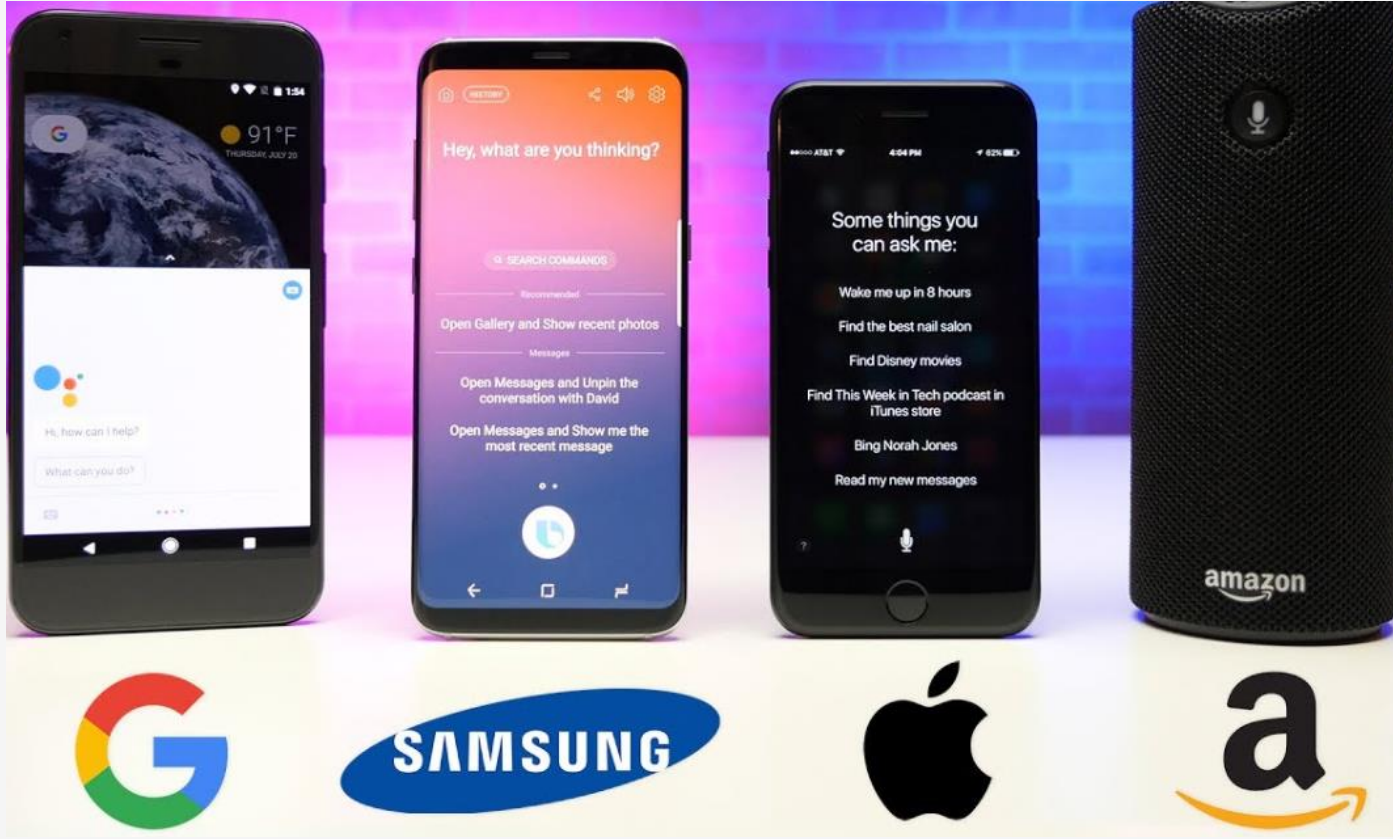 1:54
G
91°F
THURSDAY, JULY 20
Hi, how can I help?
What can you do?
HISTORY
Hey, what are you thinking?
SEARCH COMMANDS
Recommended
Open Gallery and Show recent photos
Messages
Open Messages and Unpin the
conversation with David
Open Messages and Show me the
most recent message
b
AT&T
4:04 PM
62%
Some things you
can ask me:
Wake me up in 8 hours
Find the best nail salon
Find Disney movies
Find This Week in Tech podcast in
iTunes store
Bing Norah Jones
Read my new messages
?
amazon
G
SAMSUNG
a